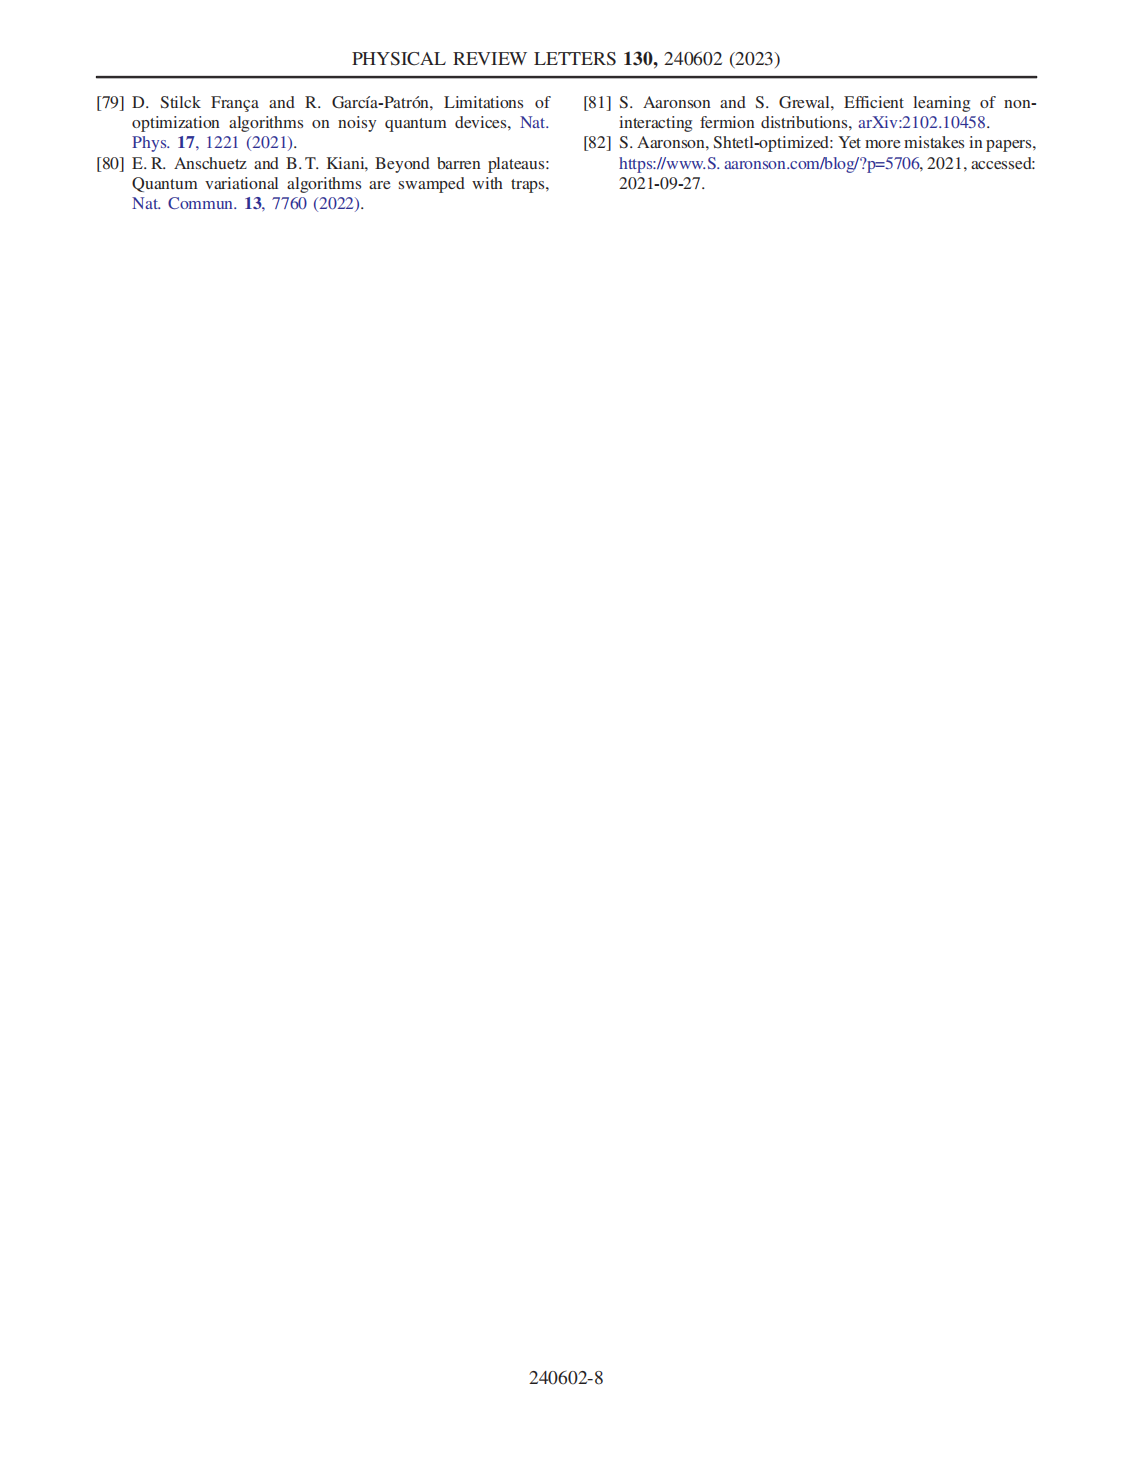 PHYSICAL REVIEW LETTERS 130, 240602 (2023)
[79] D. Stilck França and R. García-Patrón, Limitations of
optimization algorithms on noisy quantum devices, Nat.
Phys. 17, 1221 (2021).
[80] E. R. Anschuetz and B. T. Kiani, Beyond barren plateaus:
Quantum variational algorithms are swamped with traps,
Nat. Commun. 13, 7760 (2022).
[81] S. Aaronson and S. Grewal, Efficient learning of non-
interacting fermion distributions, arXiv:2102.10458.
[82] S. Aaronson, Shtetl-optimized: Yet more mistakes in papers,
https://www.S. aaronson.com/blog/?p=5706, 2021, accessed:
2021-09-27.
240602-8